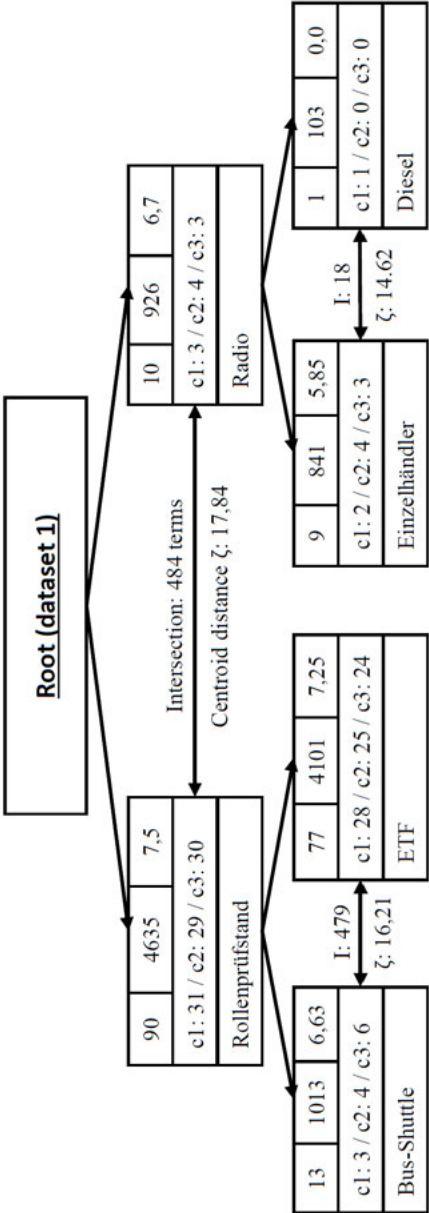 Root (dataset 1)
90 4635 7,5
c1: 31 / c2: 29 / c3: 30
Rollenprüfstand
Intersection: 484 terms
Centroid distance ζ: 17,84
10 926 6,7
c1: 3 / c2: 4 / c3: 3
Radio
13 1013 6,63
c1: 3 / c2: 4 / c3: 6
Bus-Shuttle
I: 479
ζ: 16,21
77 4101 7,25
c1: 28 / c2: 25 / c3: 24
ETF
9 841 5,85
c1: 2 / c2: 4 / c3: 3
Einzelhändler
I: 18
ζ: 14.62
1 103 0,0
c1: 1 / c2: 0 / c3: 0
Diesel